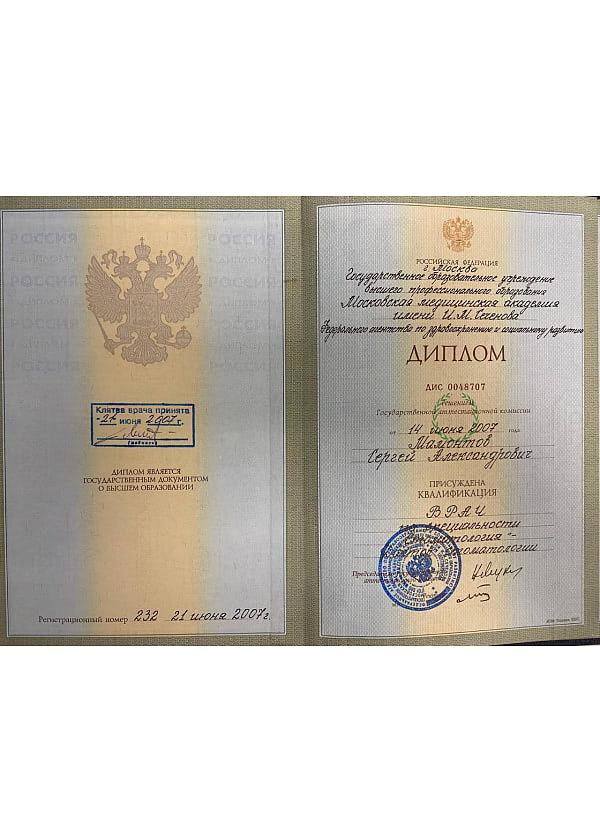 РОССИЯ
РОССИЯ
Клятва врача принята
июня 2007 г.
ДИПЛОМ ЯВЛЯЕТСЯ
ГОСУДАРСТВЕННЫМ ДОКУМЕНТОМ
О ВЫСШЕМ ОБРАЗОВАНИИ
Регистрационный номер 232 21 июня 2007г.
РОССИЙСКАЯ ФЕДЕРАЦИЯ
г. Москва
Государственное образовательное учреждение
высшего профессионального образования
Московская медицинская академия
имени И.М. Сеченова
Федерального агентства по здравоохранению и социальному развитию
ДИПЛОМ
ДИС 0048707
Решением
Государственной аттестационной комиссии
от 14 июня 2007 года
Мамонтов
Сергей Александрович
ПРИСУЖДЕНА
КВАЛИФИКАЦИЯ
ВРАЧ
по специальности
Председатель